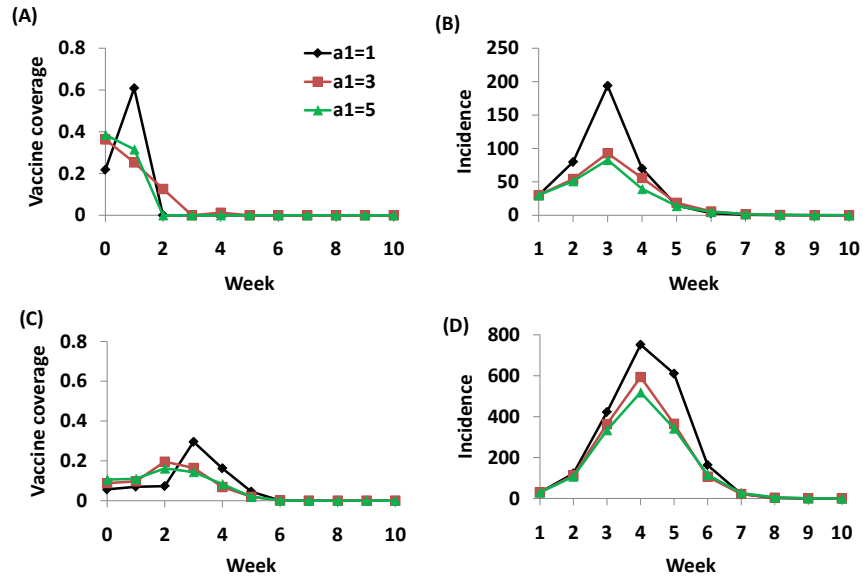 (A)
Vaccine coverage
0.8
0.6
0.4
0.2
0
0 2 4 6 8 10
Week
a1=1
a1=3
a1=5
(B)
Incidence
250
200
150
100
50
0
1 2 3 4 5 6 7 8 9 10
Week
(C)
Vaccine coverage
0.8
0.6
0.4
0.2
0
0 2 4 6 8 10
Week
(D)
Incidence
800
600
400
200
0
1 2 3 4 5 6 7 8 9 10
Week